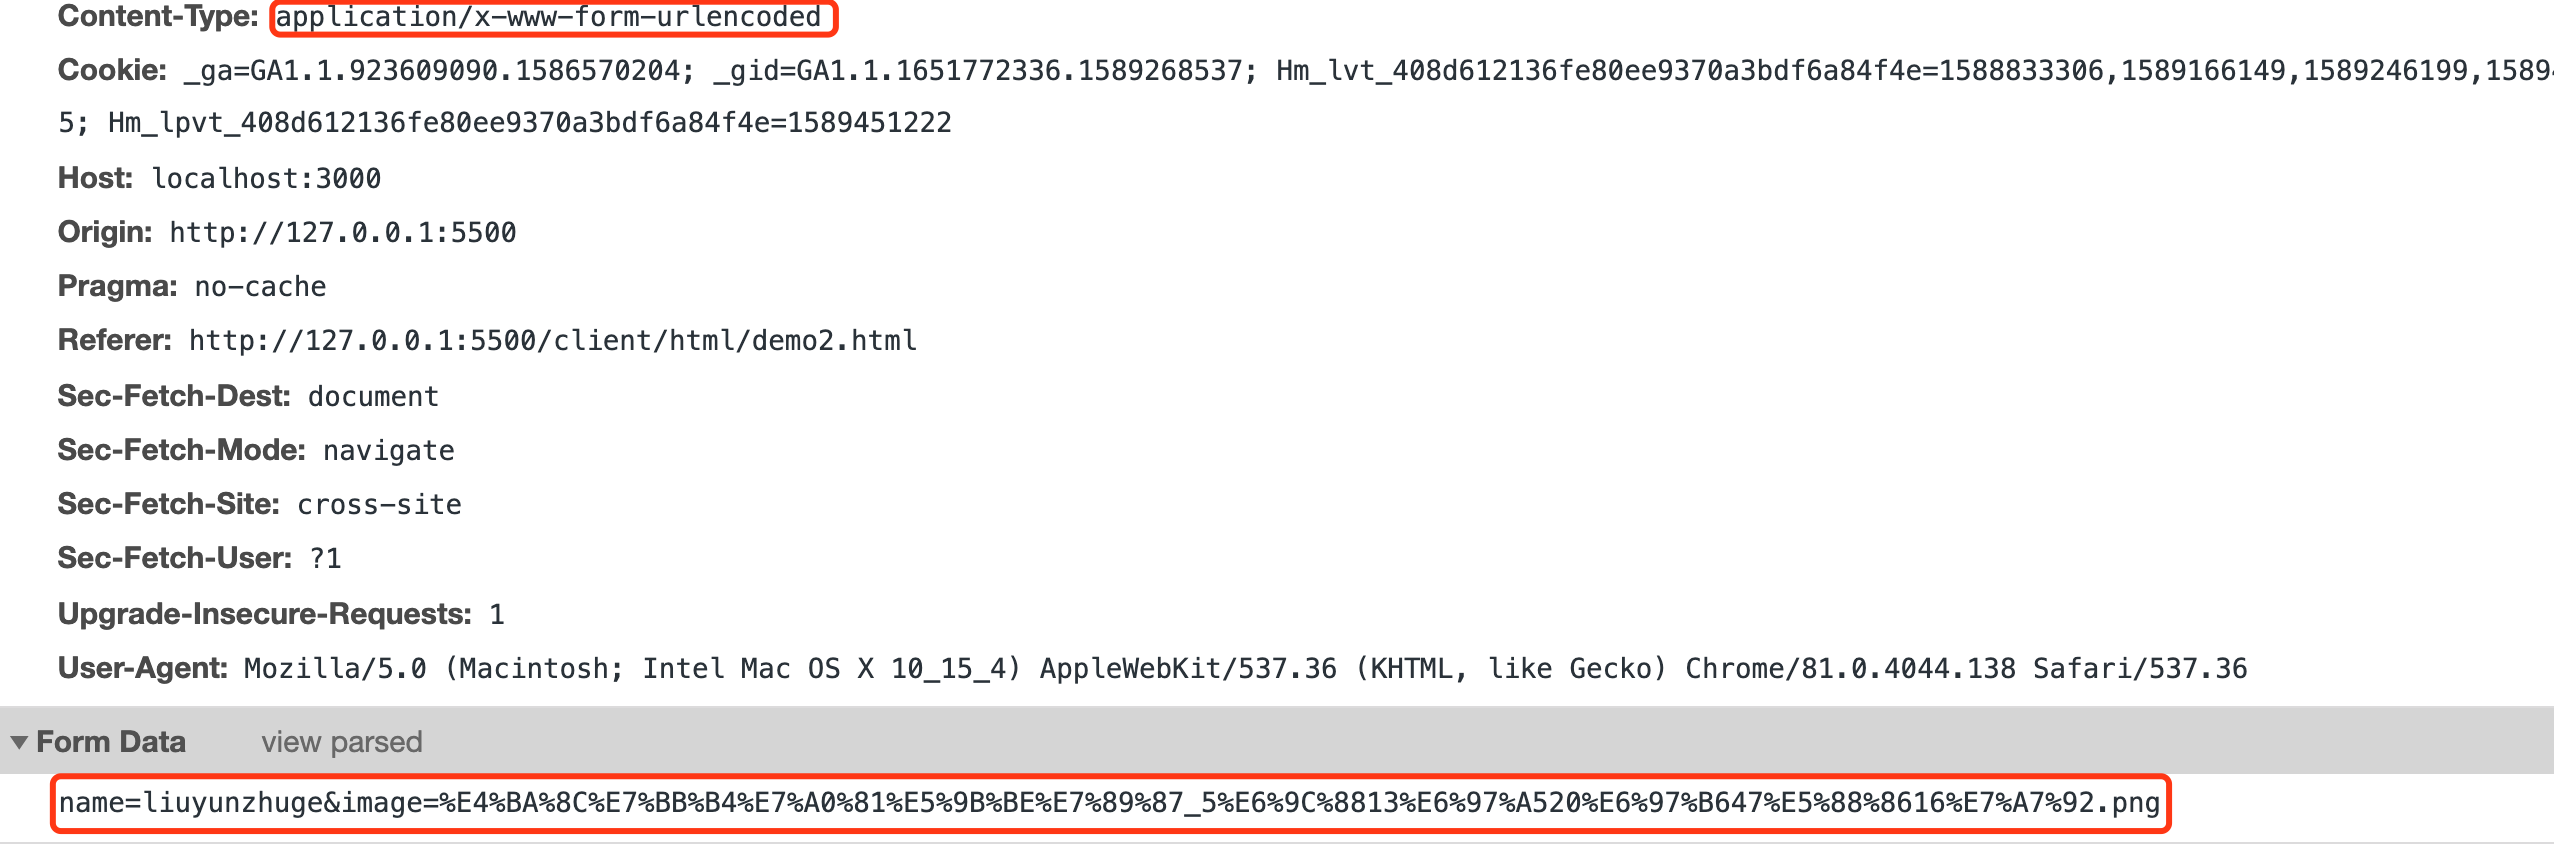 Content-Type: application/x-www-form-urlencoded
Cookie: _ga=GA1.1.923609090.1586570204; _gid=GA1.1.1651772336.1589268537; Hm_lvt_408d612136fe80ee9370a3bdf6a84f4e=1588833306,1589166149,1589246199,1589
5; Hm_lpvt_408d612136fe80ee9370a3bdf6a84f4e=1589451222
Host: localhost:3000
Origin: http://127.0.0.1:5500
Pragma: no-cache
Referer: http://127.0.0.1:5500/client/html/demo2.html
Sec-Fetch-Dest: document
Sec-Fetch-Mode: navigate
Sec-Fetch-Site: cross-site
Sec-Fetch-User: ?1
Upgrade-Insecure-Requests: 1
User-Agent: Mozilla/5.0 (Macintosh; Intel Mac OS X 10_15_4) AppleWebKit/537.36 (KHTML, like Gecko) Chrome/81.0.4044.138 Safari/537.36
Form Data view parsed
name=liuyunzhuge&image=%E4%BA%8C%E7%BB%B4%E7%A0%81%E5%9B%BE%E7%89%87_5%E6%9C%8813%E6%97%A520%E6%97%B647%E5%88%8616%E7%A7%92.png